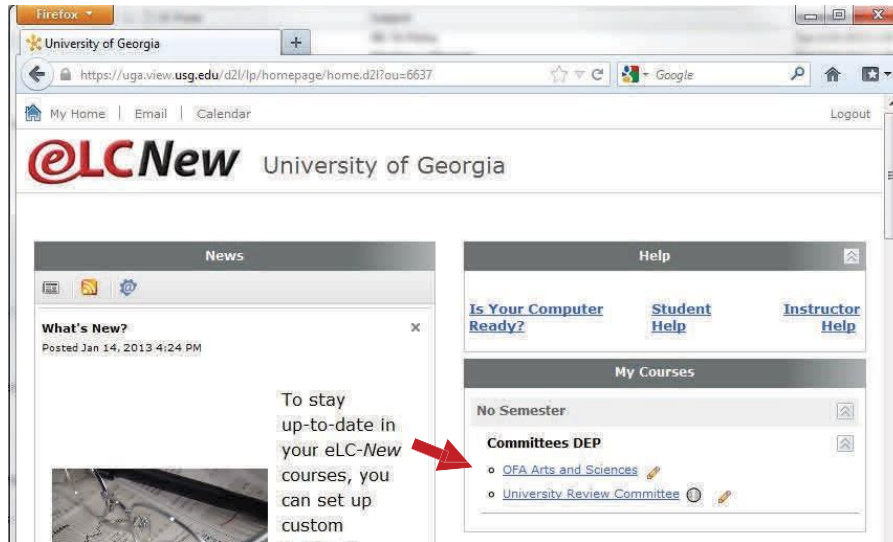 Firefox
University of Georgia
+
https://uga.view.usg.edu/d2l/lp/homepage/home.d2l?ou=6637
Google
My Home | Email | Calendar
Logout
eLCNew University of Georgia
News
What's New?
Posted Jan 14, 2013 4:24 PM
To stay
up-to-date in
your eLC-New
courses, you
can set up
custom
Help
Is Your Computer
Ready?
Student
Help
Instructor
Help
My Courses
No Semester
Committees DEP
OFA Arts and Sciences
University Review Committee